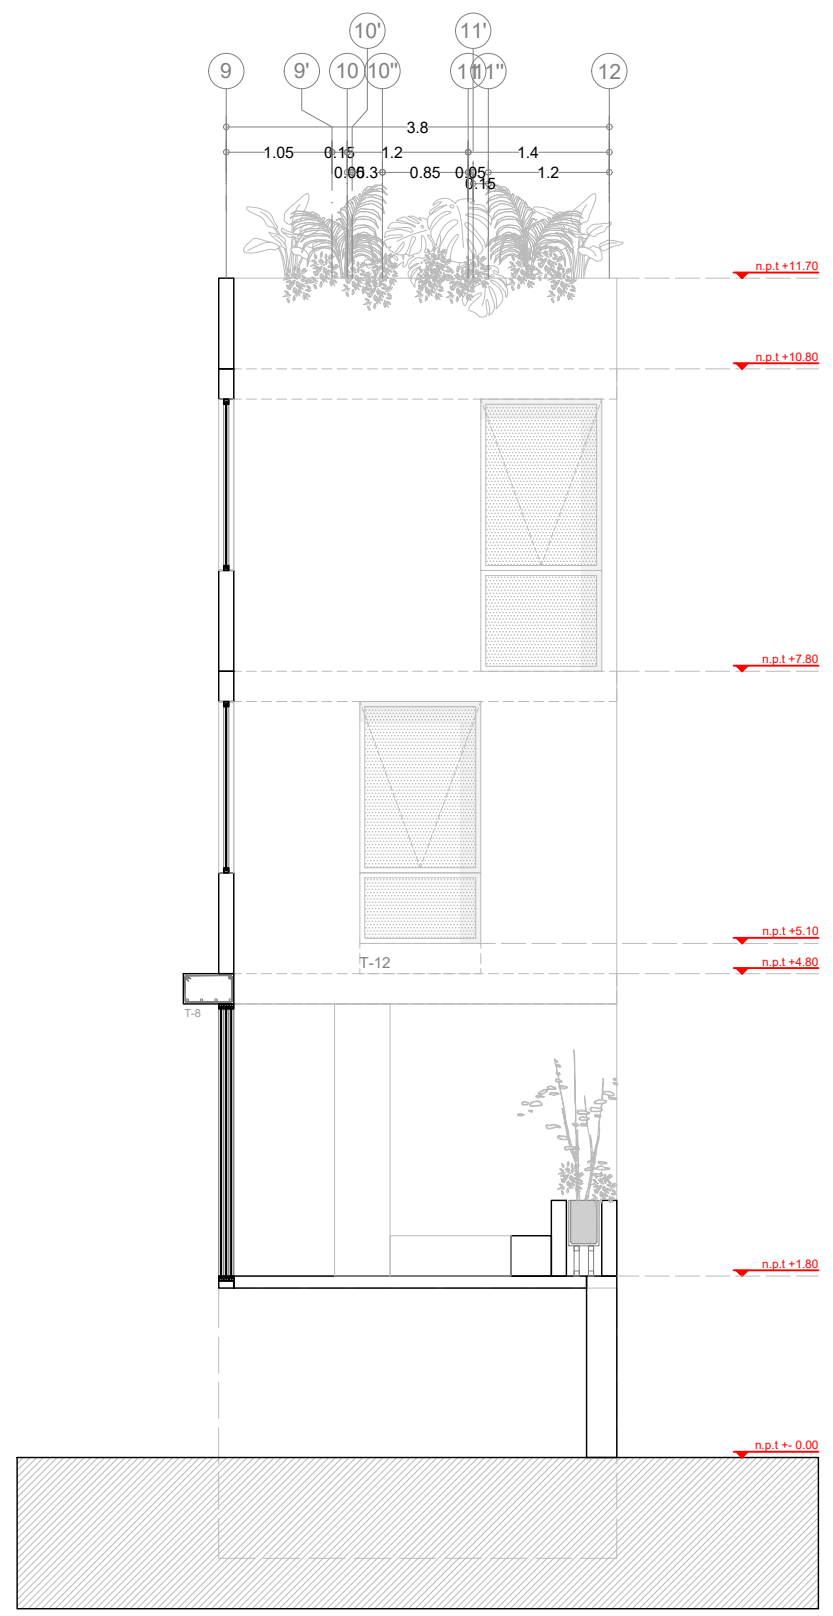 10' 11'
9 9' 10 10" 11 11" 12
3.8
1.05 0.15 1.2 1.4
0.05 0.3 0.85 0.05 1.2
0.15
n.p.t +11.70
n.p.t +10.80
n.p.t +7.80
n.p.t +5.10
T-12
n.p.t +4.80
T-8
n.p.t +1.80
n.p.t +- 0.00